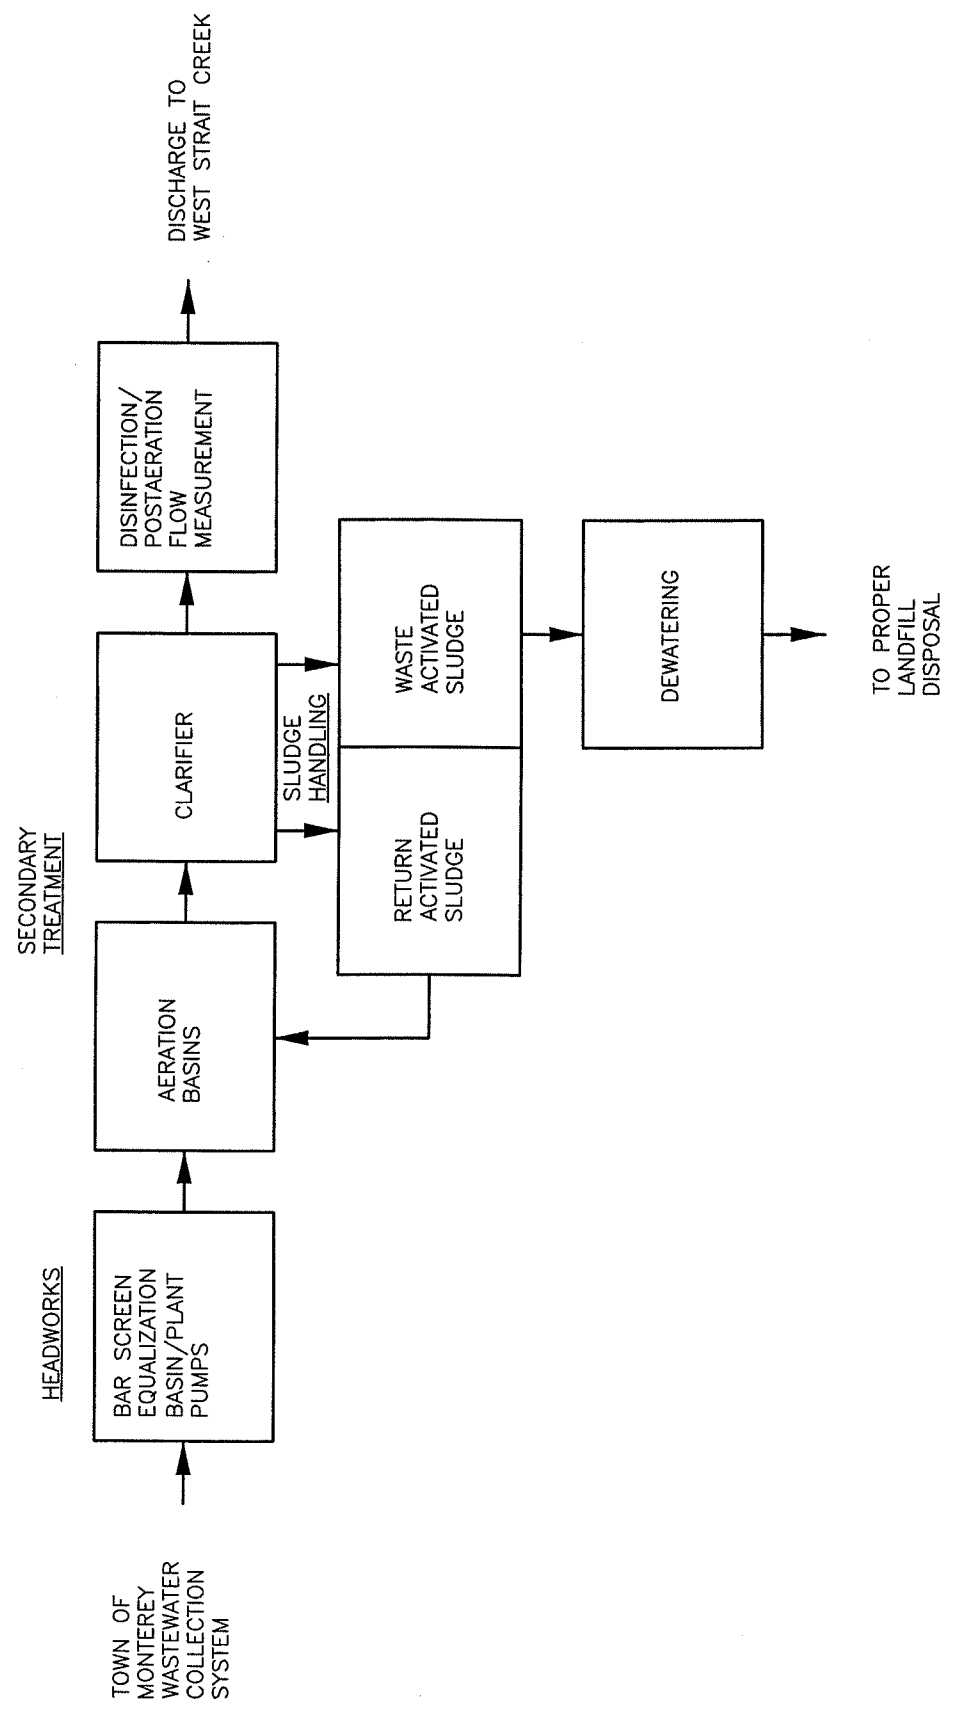 TOWN OF
MONTEREY
WASTEWATER
COLLECTION
SYSTEM
HEADWORKS
BAR SCREEN
EQUALIZATION
BASIN/PLANT
PUMPS
SECONDARY
TREATMENT
AERATION
BASINS
CLARIFIER
DISINFECTION/
POSTAERATION
FLOW
MEASUREMENT
DISCHARGE TO
WEST STRAIT CREEK
SLUDGE
HANDLING
RETURN
ACTIVATED
SLUDGE
WASTE
ACTIVATED
SLUDGE
DEWATERING
TO PROPER
LANDFILL
DISPOSAL